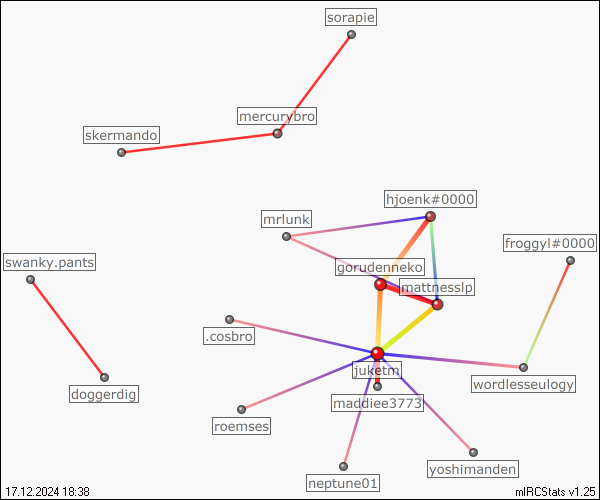 sorapie
mercurybro
skermando
hjoenk#0000
mrlunk
froggyl#0000
swanky.pants
gorudenneko
mattnesslp
.cosbro
juketm
wordlesseulogy
doggerdig
maddiee3773
roemses
yoshimanden
neptune01
17.12.2024 18:38
mIRCStats v1.25